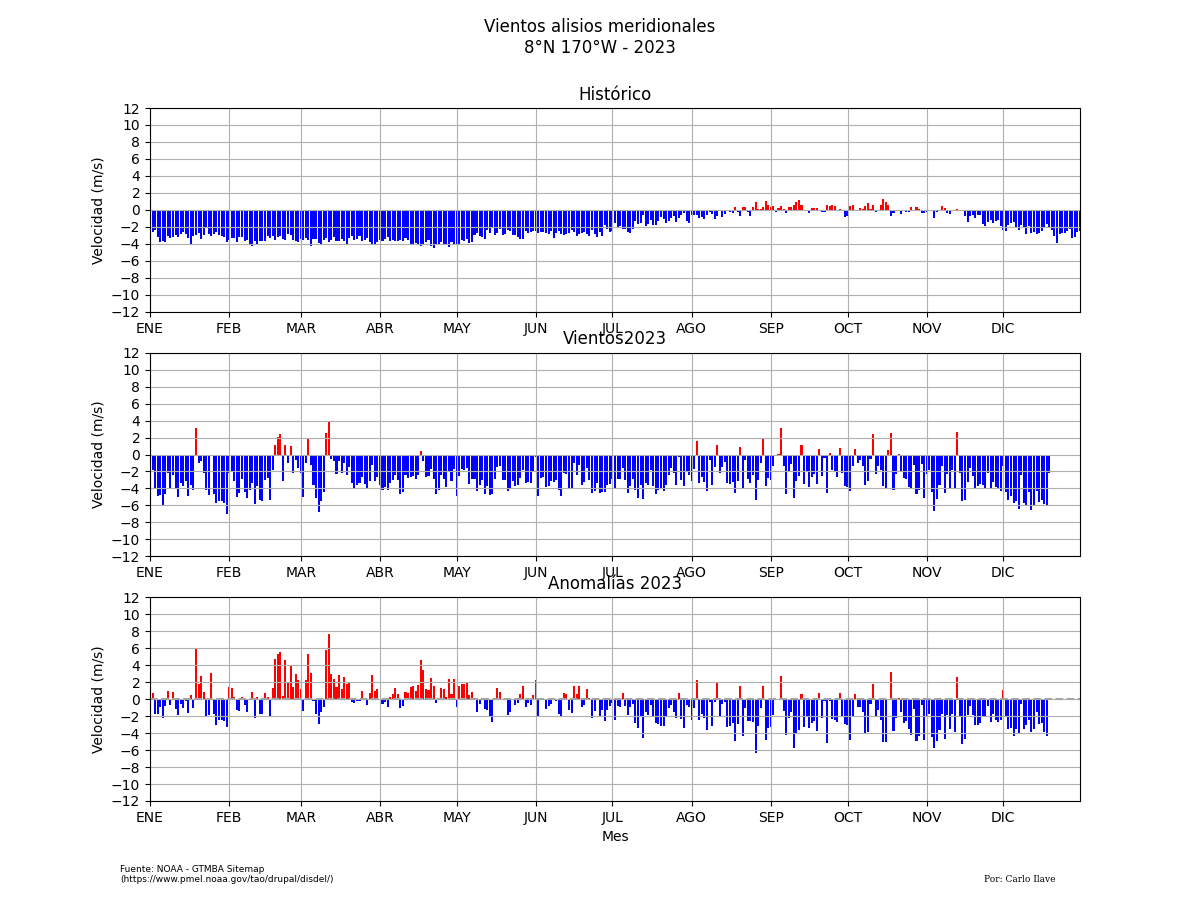 Vientos alisios meridionales
8°N 170°W - 2023
Histórico
12
10
8
6
4
2
0
−2
−4
−6
−8
−10
−12
Velocidad (m/s)
ENE FEB MAR ABR MAY JUN JUL AGO SEP OCT NOV DIC
Vientos2023
12
10
8
6
4
2
0
−2
−4
−6
−8
−10
−12
Velocidad (m/s)
ENE FEB MAR ABR MAY JUN JUL AGO SEP OCT NOV DIC
Anomalías 2023
12
10
8
6
4
2
0
−2
−4
−6
−8
−10
−12
Velocidad (m/s)
ENE FEB MAR ABR MAY JUN JUL AGO SEP OCT NOV DIC
Mes
Fuente: NOAA - GTMBA Sitemap
(https://www.pmel.noaa.gov/tao/drupal/disdel/)
Por: Carlo Ilave